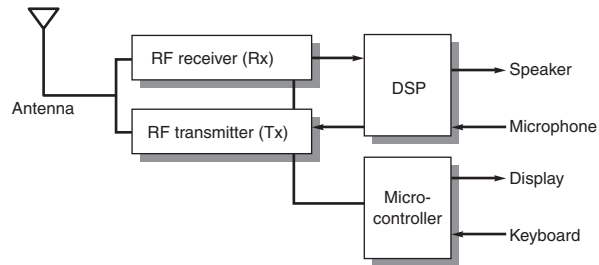 Antenna
RF receiver (Rx)
RF transmitter (Tx)
DSP
Speaker
Microphone
Micro-
controller
Display
Keyboard